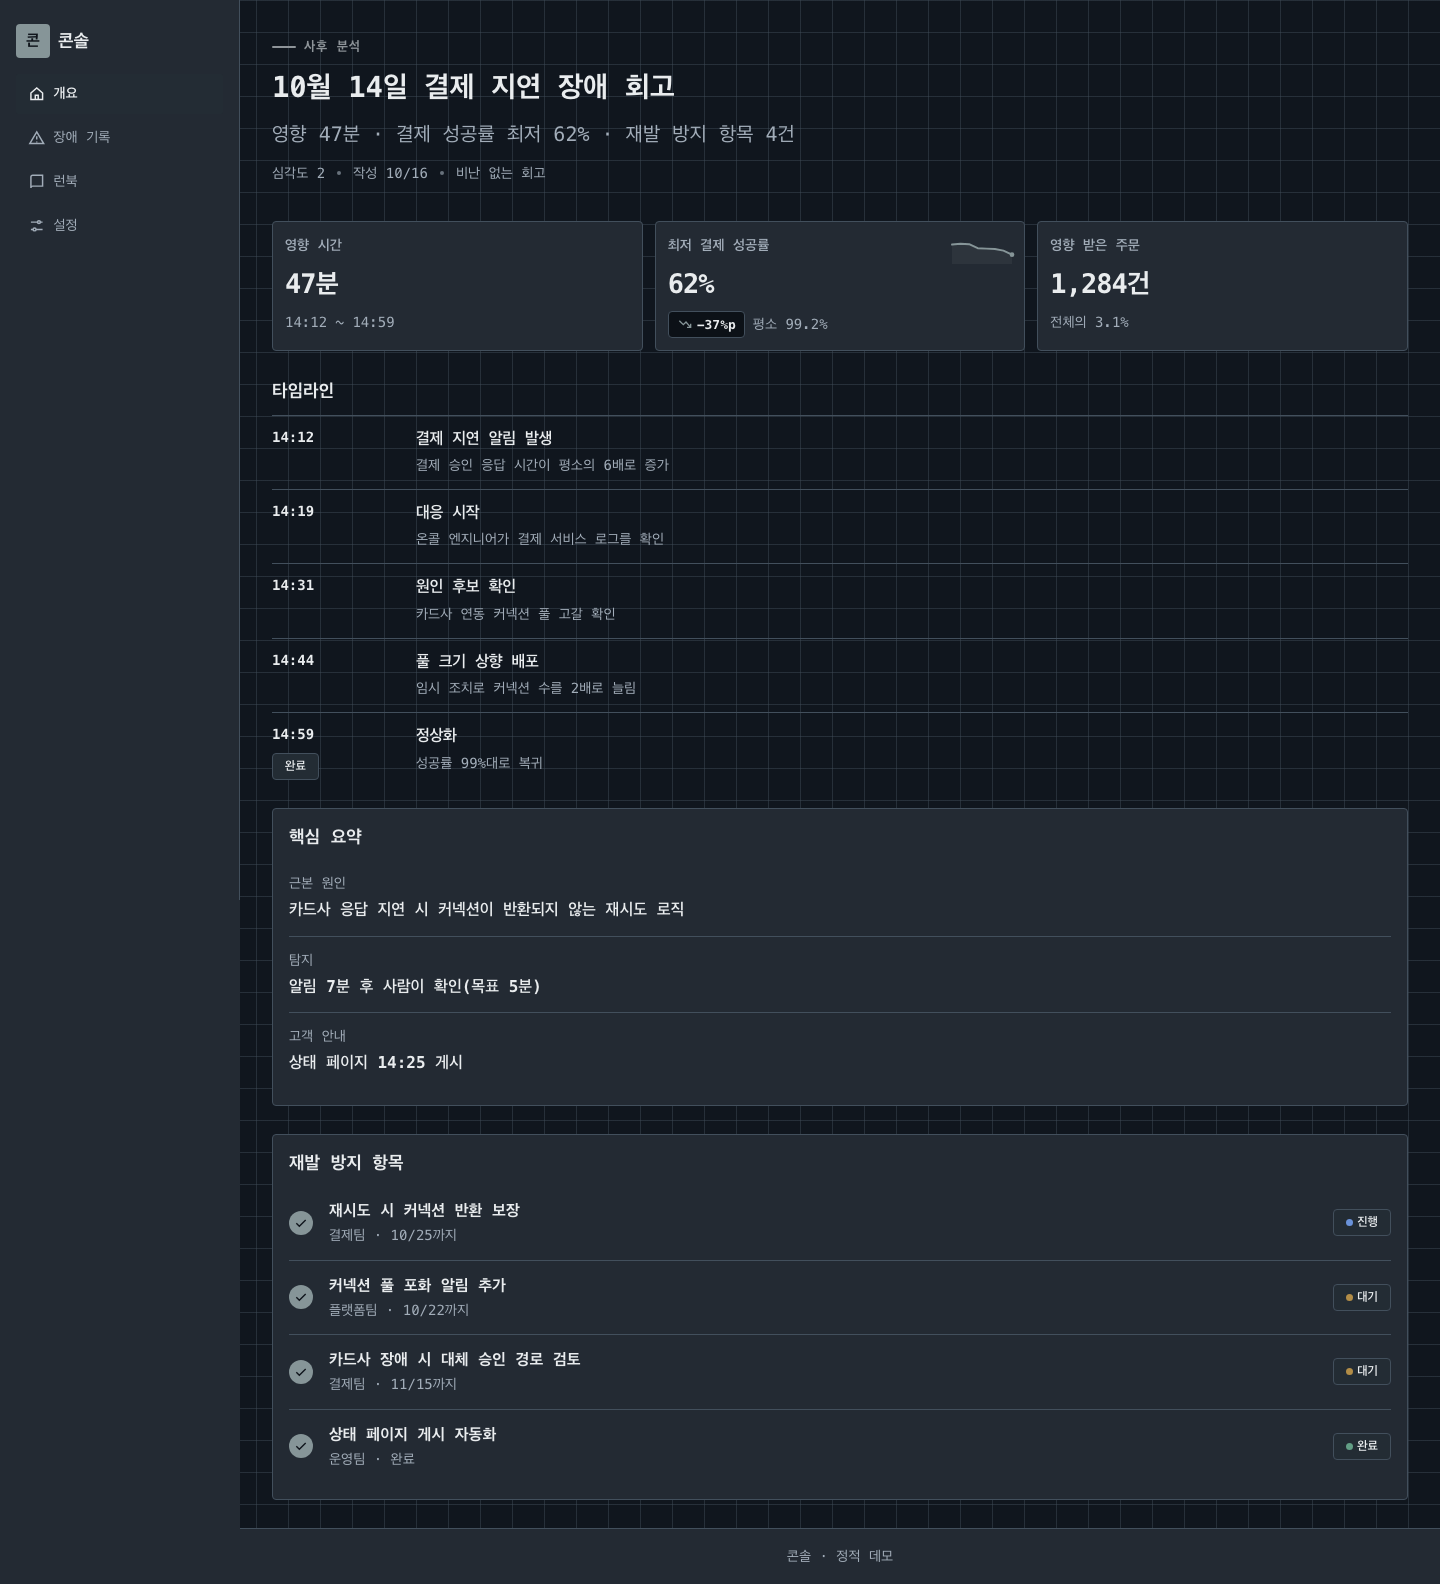 콘 콘솔
개요
장애 기록
런북
설정
사후 분석
10월 14일 결제 지연 장애 회고
영향 47분 · 결제 성공률 최저 62% · 재발 방지 항목 4건
심각도 2 • 작성 10/16 • 비난 없는 회고
영향 시간
47분
14:12 ~ 14:59
최저 결제 성공률
62%
−37%p 평소 99.2%
영향 받은 주문
1,284건
전체의 3.1%
타임라인
14:12 결제 지연 알림 발생
결제 승인 응답 시간이 평소의 6배로 증가
14:19 대응 시작
온콜 엔지니어가 결제 서비스 로그를 확인
14:31 원인 후보 확인
카드사 연동 커넥션 풀 고갈 확인
14:44 풀 크기 상향 배포
임시 조치로 커넥션 수를 2배로 늘림
14:59 정상화
완료 성공률 99%대로 복귀
핵심 요약
근본 원인
카드사 응답 지연 시 커넥션이 반환되지 않는 재시도 로직
탐지
알림 7분 후 사람이 확인(목표 5분)
고객 안내
상태 페이지 14:25 게시
재발 방지 항목
재시도 시 커넥션 반환 보장
결제팀 · 10/25까지
진행
커넥션 풀 포화 알림 추가
플랫폼팀 · 10/22까지
대기
카드사 장애 시 대체 승인 경로 검토
결제팀 · 11/15까지
대기
상태 페이지 게시 자동화
운영팀 · 완료
완료
콘솔 · 정적 데모